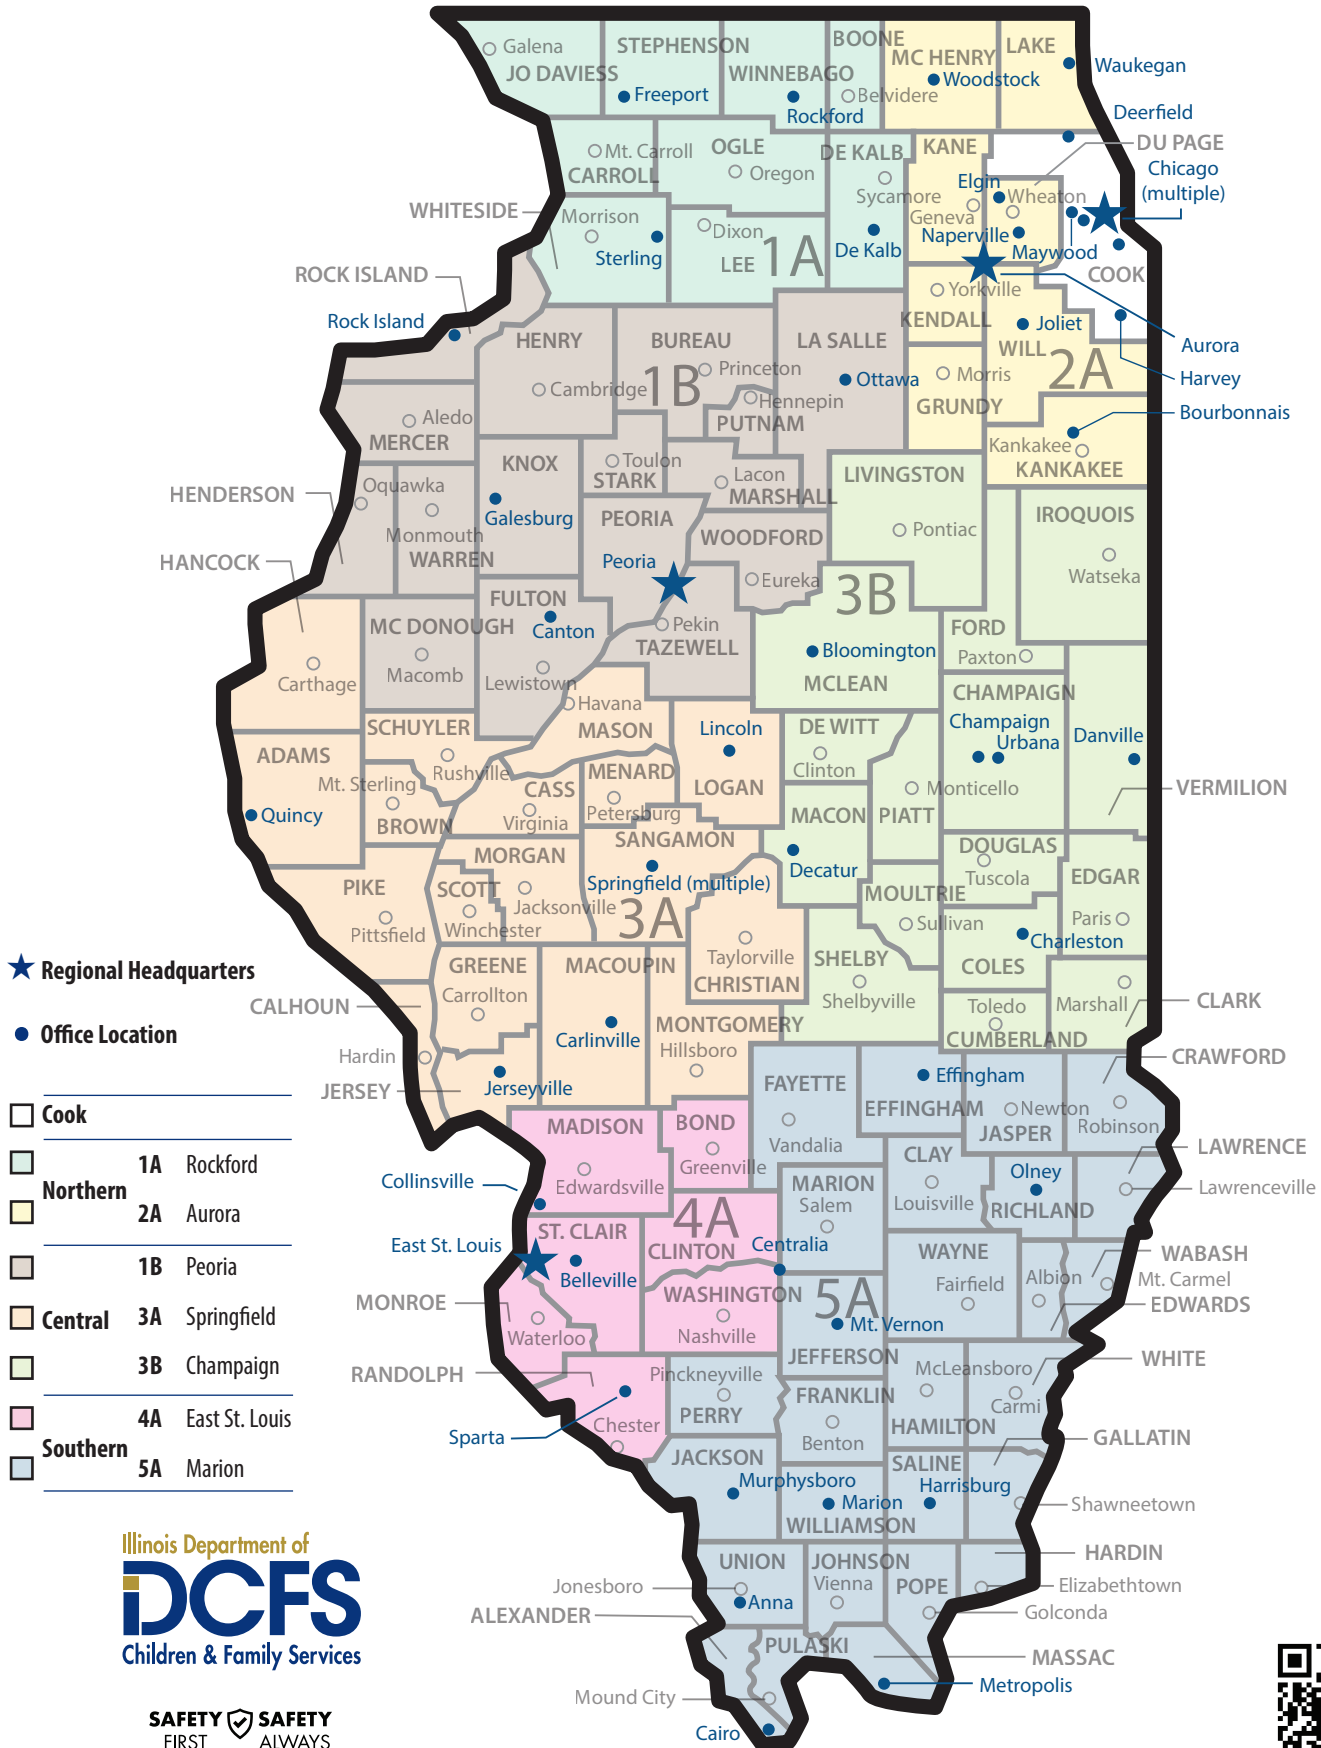 Galena
JO DAVIESS
STEPHENSON
Freeport
WINNEBAGO
Rockford
BOONE
Belvidere
MC HENRY
Woodstock
LAKE
Waukegan
Deerfield
DU PAGE
Chicago
(multiple)
Mt. Carroll
CARROLL
OGLE
Oregon
DE KALB
Sycamore
De Kalb
KANE
Elgin
Geneva
Wheaton
Naperville
Maywood
COOK
WHITESIDE
Morrison
Sterling
Dixon
LEE
1A
ROCK ISLAND
Rock Island
HENRY
Cambridge
BUREAU
1B
Princeton
Hennepin
PUTNAM
LA SALLE
Ottawa
Yorkville
KENDALL
Joliet
WILL
2A
Morris
GRUNDY
Aurora
Harvey
Bourbonnais
Kankakee
KANKAKEE
Aledo
MERCER
KNOX
Galesburg
Toulon
STARK
Lacon
MARSHALL
LIVINGSTON
Pontiac
IROQUOIS
Watseka
HENDERSON
Oquawka
Monmouth
WARREN
PEORIA
Peoria
WOODFORD
Eureka
3B
HANCOCK
Carthage
MC DONOUGH
Macomb
FULTON
Canton
Lewistown
Pekin
TAZEWELL
Bloomington
MCLEAN
FORD
Paxton
CHAMPAIGN
Champaign
Urbana
Danville
VERMILION
ADAMS
Quincy
SCHUYLER
Rushville
Mt. Sterling
BROWN
Havana
MASON
CASS
Virginia
MENARD
Petersburg
Lincoln
LOGAN
DE WITT
Clinton
MACON
Decatur
PIATT
Monticello
DOUGLAS
Tuscola
EDGAR
Paris
PIKE
Pittsfield
SCOTT
Winchester
MORGAN
Jacksonville
SANGAMON
Springfield (multiple)
3A
Taylorville
CHRISTIAN
MOULTRIE
Sullivan
SHELBY
Shelbyville
Charleston
COLES
Toledo
CUMBERLAND
Marshall
CLARK
CALHOUN
Hardin
JERSEY
Jerseyville
GREENE
Carrollton
MACOUPIN
Carlinville
MONTGOMERY
Hillsboro
FAYETTE
Vandalia
Effingham
EFFINGHAM
Newton
JASPER
CRAWFORD
Robinson
MADISON
Edwardsville
Collinsville
BOND
Greenville
MARION
Salem
CLAY
Louisville
Olney
RICHLAND
LAWRENCE
Lawrenceville
East St. Louis
ST. CLAIR
Belleville
4A
CLINTON
Centralia
WASHINGTON
Nashville
5A
Mt. Vernon
JEFFERSON
WAYNE
Fairfield
Albion
WABASH
Mt. Carmel
EDWARDS
MONROE
Waterloo
RANDOLPH
Chester
Sparta
Pinckneyville
PERRY
FRANKLIN
Benton
McLeansboro
HAMILTON
Carmi
WHITE
JACKSON
Murphysboro
Marion
WILLIAMSON
SALINE
Harrisburg
GALLATIN
Shawneetown
UNION
Jonesboro
Anna
JOHNSON
Vienna
POPE
Golconda
HARDIN
Elizabethtown
ALEXANDER
PULASKI
Mound City
Cairo
MASSAC
Metropolis
Regional Headquarters
Office Location
Cook
Northern
1A Rockford
2A Aurora
Central
1B Peoria
3A Springfield
3B Champaign
Southern
4A East St. Louis
5A Marion
Illinois Department of
DCFS
Children & Family Services
SAFETY SAFETY
FIRST ALWAYS